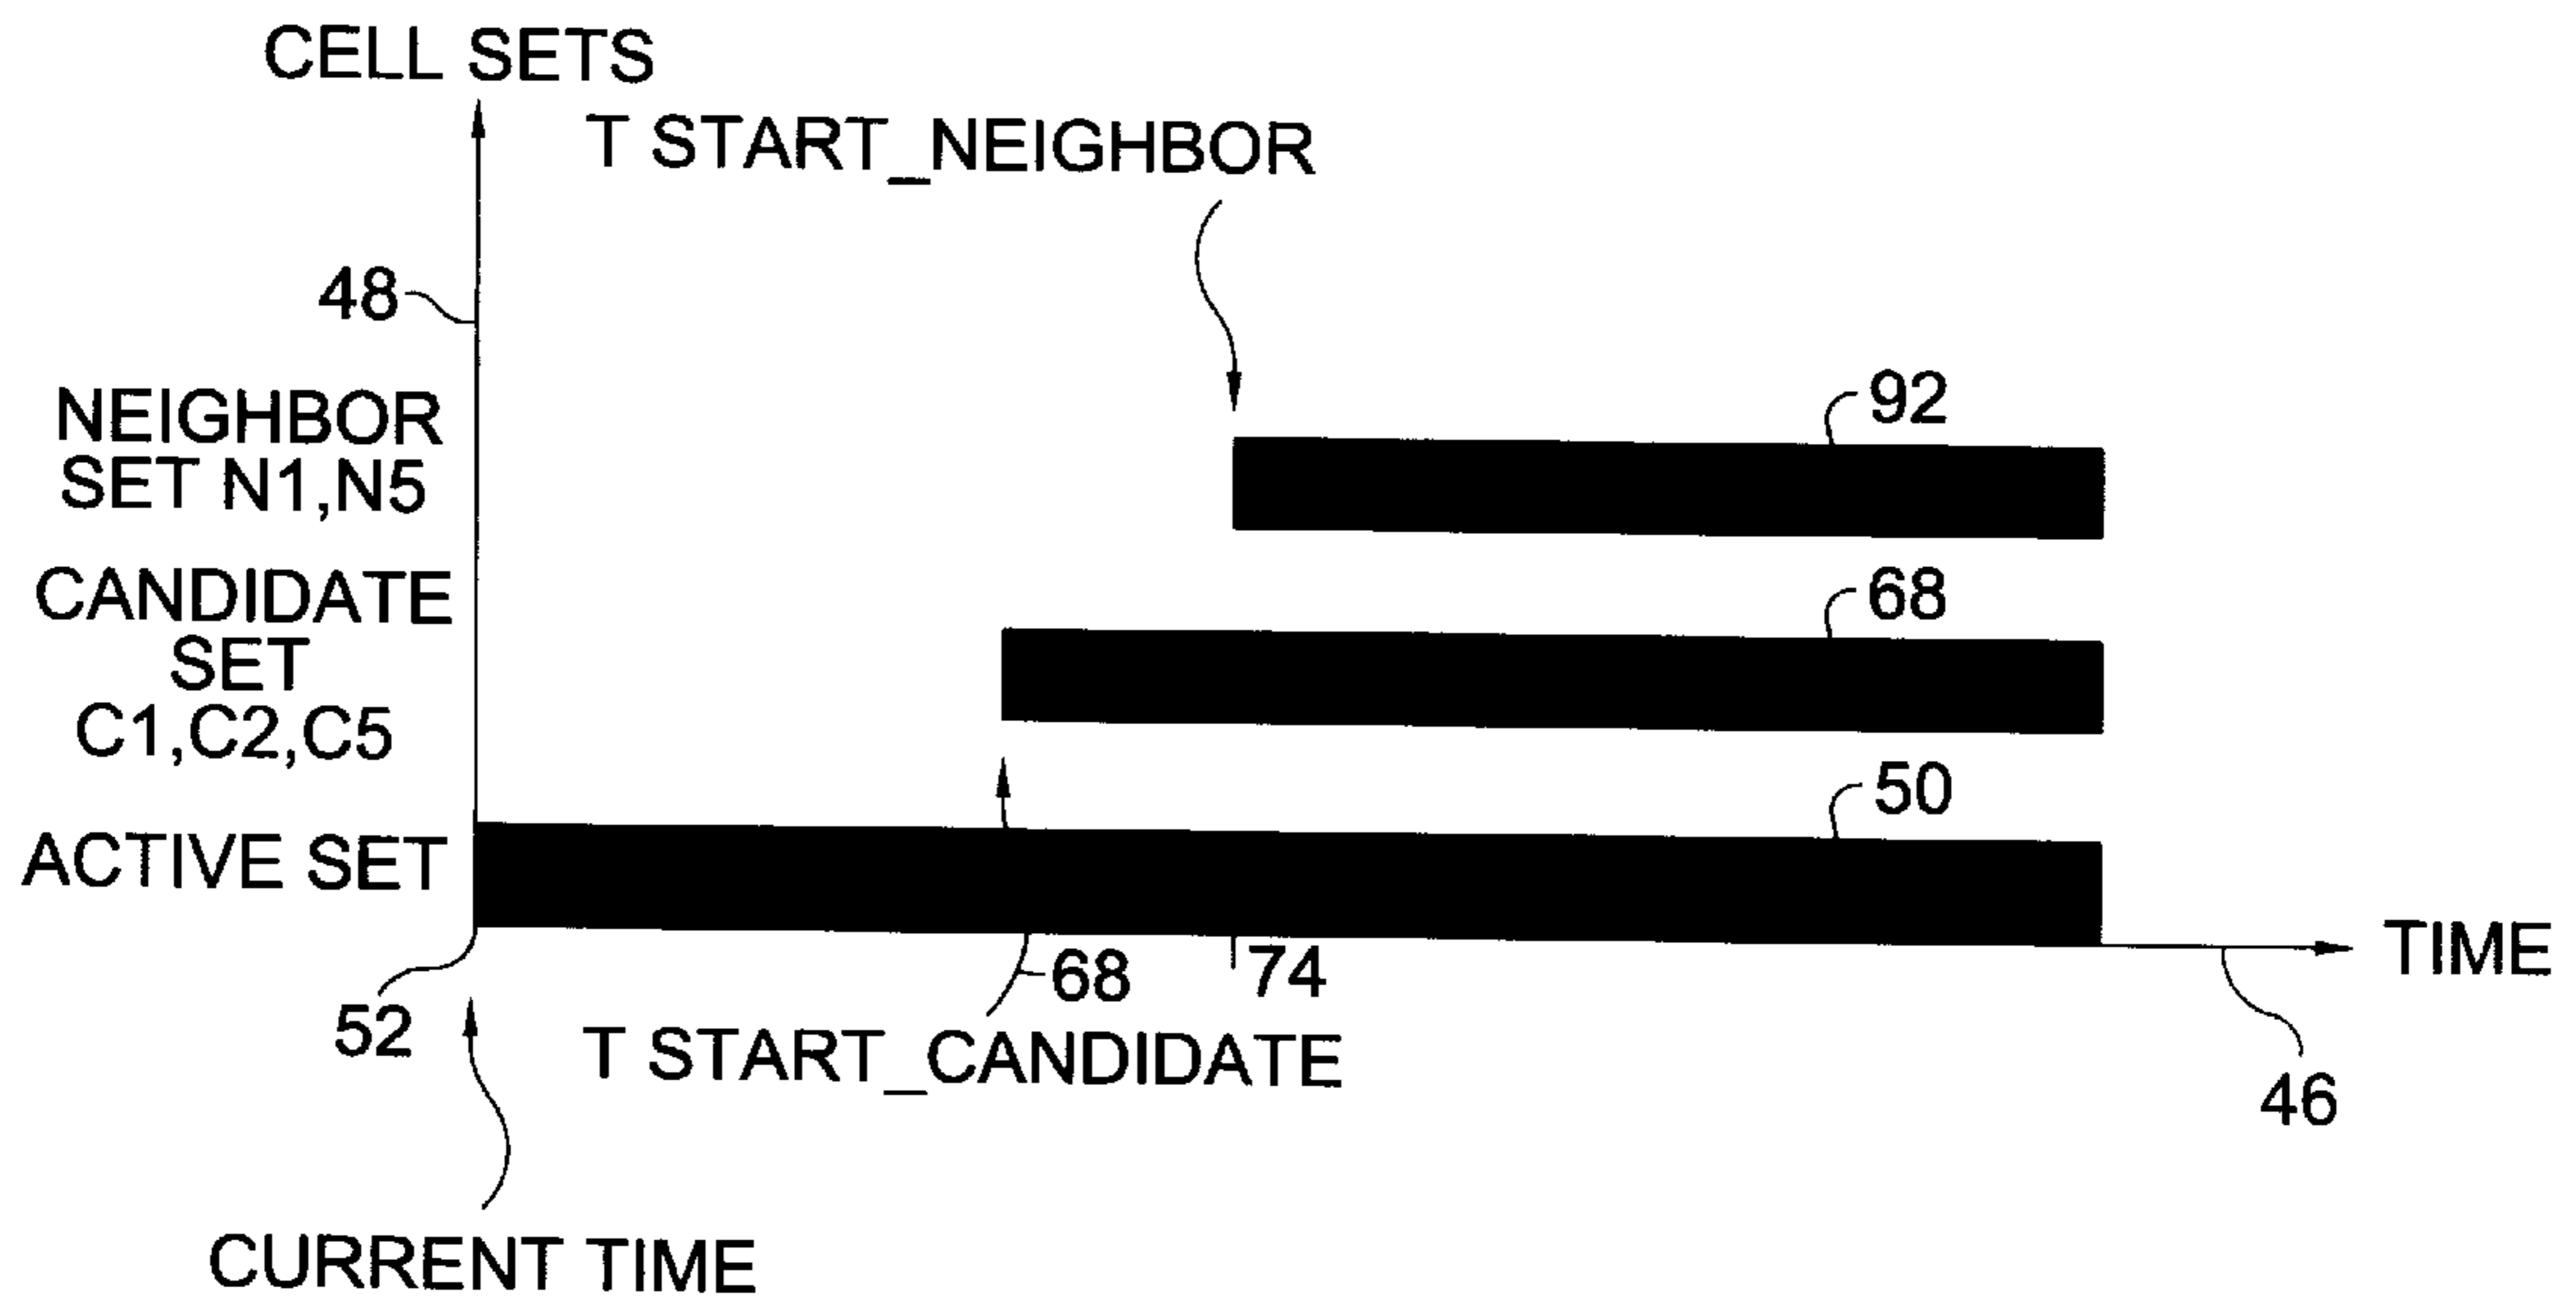 CELL SETS
T START_NEIGHBOR
48
92
NEIGHBOR
SET N1,N5
68
CANDIDATE
SET
C1,C2,C5
50
ACTIVE SET
TIME
68
74
52
T START_CANDIDATE
46
CURRENT TIME